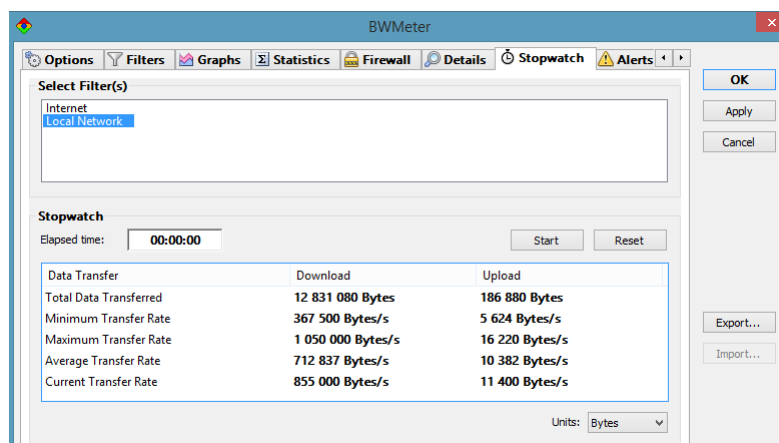 BWMeter
Options Filters Graphs Statistics Firewall Details Stopwatch Alerts
Select Filter(s)
Internet
Local Network
OK
Apply
Cancel
Stopwatch
Elapsed time: 00:00:00 Start Reset
Data Transfer Download Upload
Total Data Transferred 12 831 080 Bytes 186 880 Bytes
Minimum Transfer Rate 367 500 Bytes/s 5 624 Bytes/s
Maximum Transfer Rate 1 050 000 Bytes/s 16 220 Bytes/s
Average Transfer Rate 712 837 Bytes/s 10 382 Bytes/s
Current Transfer Rate 855 000 Bytes/s 11 400 Bytes/s
Export...
Import...
Units: Bytes